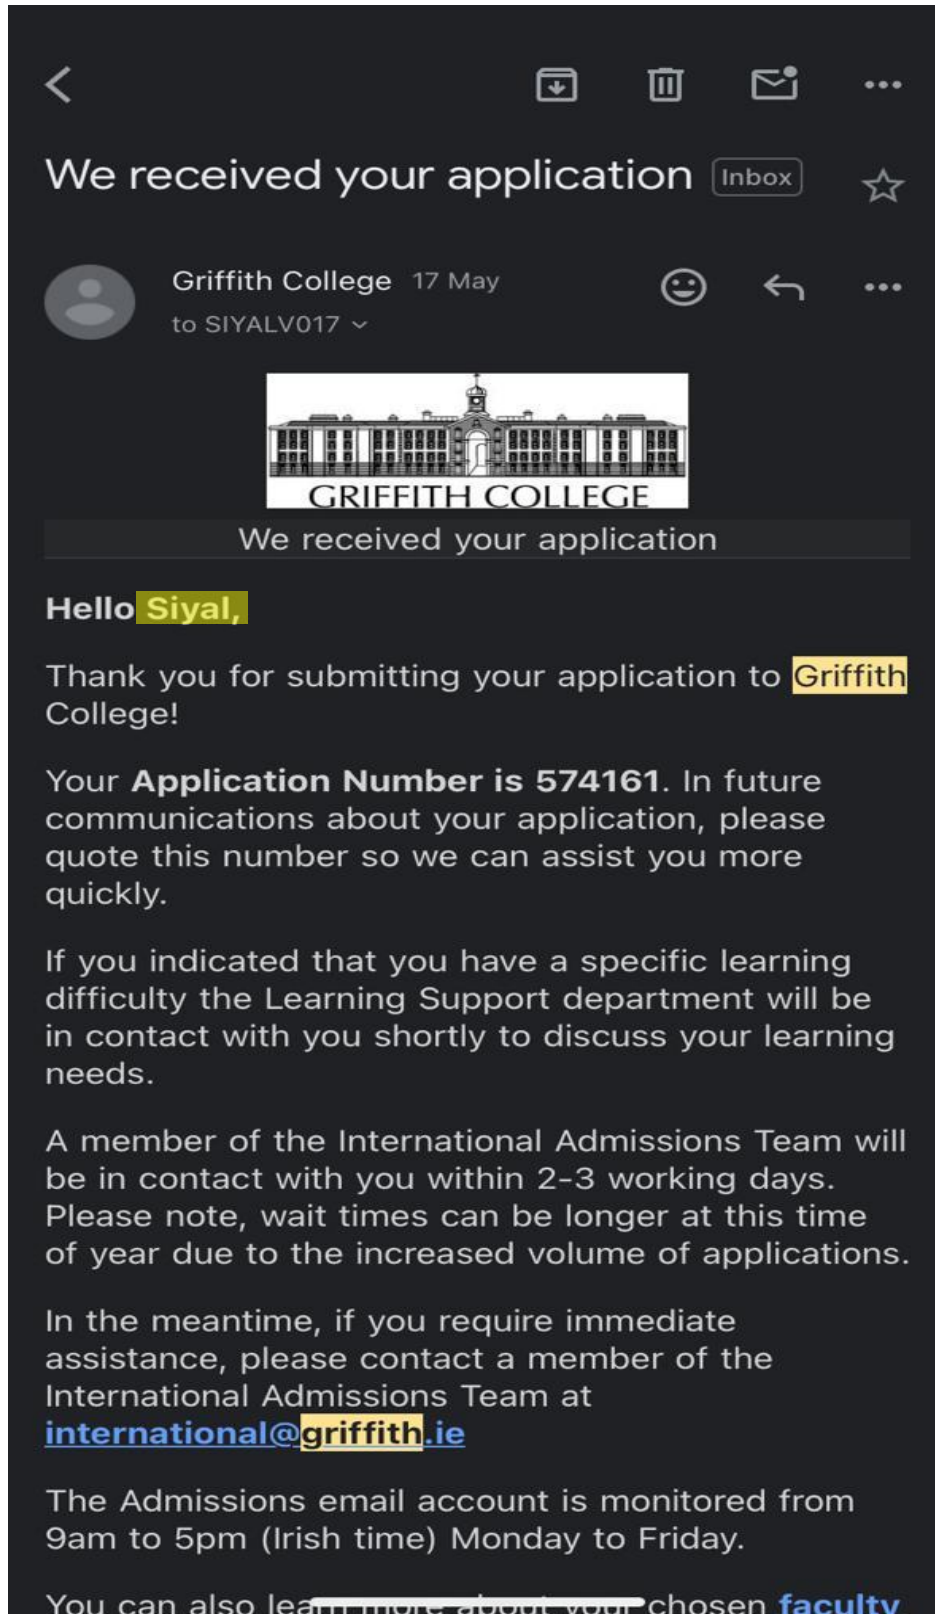 We received your application Inbox
Griffith College 17 May
to SIYALV017
GRIFFITH COLLEGE
We received your application
Hello Siyal,
Thank you for submitting your application to Griffith
College!
Your Application Number is 574161. In future
communications about your application, please
quote this number so we can assist you more
quickly.
If you indicated that you have a specific learning
difficulty the Learning Support department will be
in contact with you shortly to discuss your learning
needs.
A member of the International Admissions Team will
be in contact with you within 2-3 working days.
Please note, wait times can be longer at this time
of year due to the increased volume of applications.
In the meantime, if you require immediate
assistance, please contact a member of the
International Admissions Team at
international@griffith.ie
The Admissions email account is monitored from
9am to 5pm (Irish time) Monday to Friday.
You can also learn more about your chosen faculty